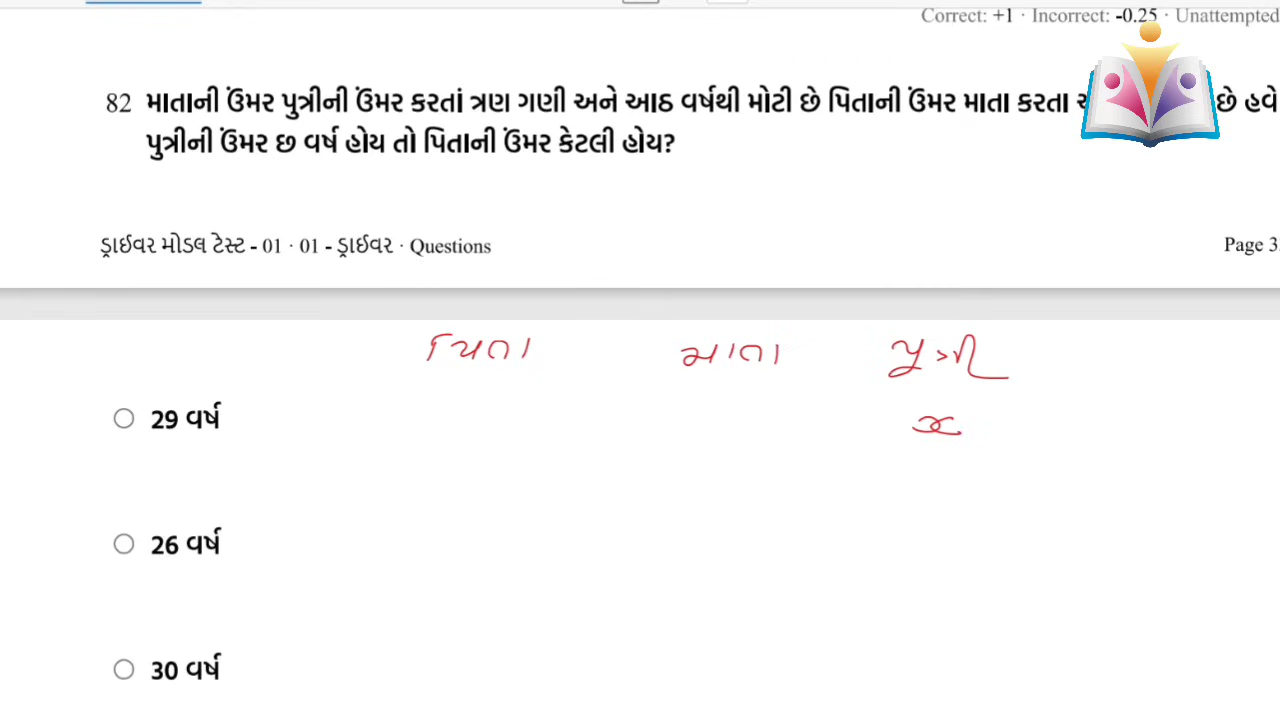 Correct: +1 · Incorrect: -0.25 · Unattempted
82 માતાની ઉંમર પુત્રીની ઉંમર કરતાં ત્રણ ગણી અને આઠ વર્ષથી મોટી છે પિતાની ઉંમર માતા કરતા છે હવે
પુત્રીની ઉંમર છ વર્ષ હોય તો પિતાની ઉંમર કેટલી હોય?
ડ્રાઈવર મોડલ ટેસ્ટ - 01 · 01 - ડ્રાઈવર · Questions
Page 3
પિતા માતા પુત્રી
x
29 વર્ષ
26 વર્ષ
30 વર્ષ